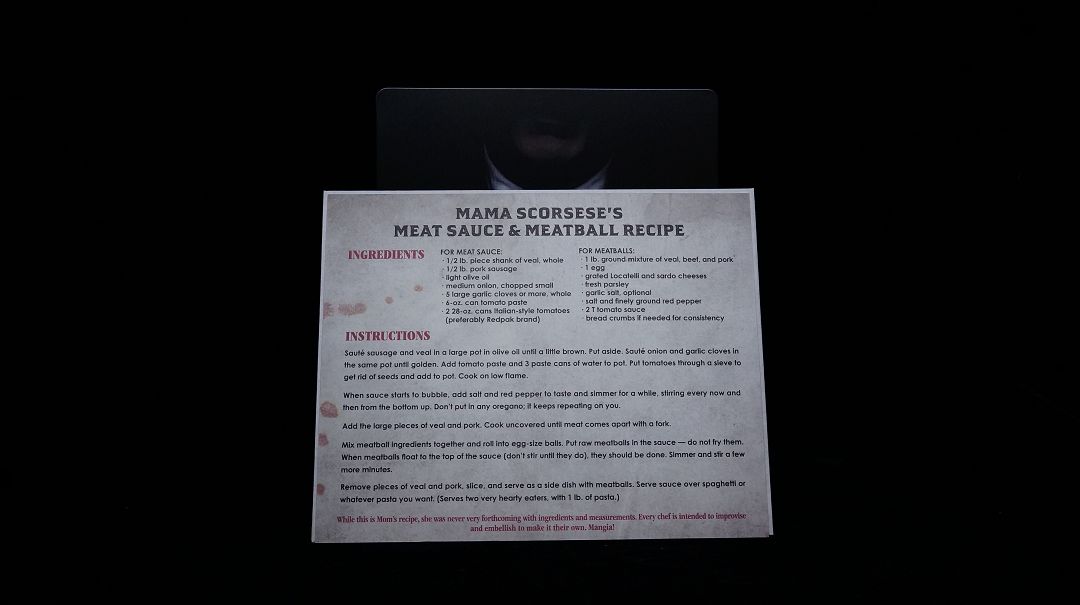 MAMA SCORSESE'S
MEAT SAUCE & MEATBALL RECIPE
INGREDIENTS
FOR MEAT SAUCE:
· 1/2 lb. piece shank of veal, whole
· 1/2 lb. pork sausage
· light olive oil
· medium onion, chopped small
· 5 large garlic cloves or more, whole
· 6-oz. can tomato paste
· 2 28-oz. cans Italian-style tomatoes
(preferably Redpak brand)
FOR MEATBALLS:
· 1 lb. ground mixture of veal, beef, and pork
· 1 egg
· grated Locatelli and sardo cheeses
· fresh parsley
· garlic salt, optional
· salt and finely ground red pepper
· 2 T tomato sauce
· bread crumbs if needed for consistency
INSTRUCTIONS
Sauté sausage and veal in a large pot in olive oil until a little brown. Put aside. Sauté onion and garlic cloves in
the same pot until golden. Add tomato paste and 3 paste cans of water to pot. Put tomatoes through a sieve to
get rid of seeds and add to pot. Cook on low flame.
When sauce starts to bubble, add salt and red pepper to taste and simmer for a while, stirring every now and
then from the bottom up. Don't put in any oregano; it keeps repeating on you.
Add the large pieces of veal and pork. Cook uncovered until meat comes apart with a fork.
Mix meatball ingredients together and roll into egg-size balls. Put raw meatballs in the sauce — do not fry them.
When meatballs float to the top of the sauce (don't stir until they do), they should be done. Simmer and stir a few
more minutes.
Remove pieces of veal and pork, slice, and serve as a side dish with meatballs. Serve sauce over spaghetti or
whatever pasta you want. (Serves two very hearty eaters, with 1 lb. of pasta.)
While this is Mom's recipe, she was never very forthcoming with ingredients and measurements. Every chef is intended to improvise
and embellish to make it their own. Mangia!